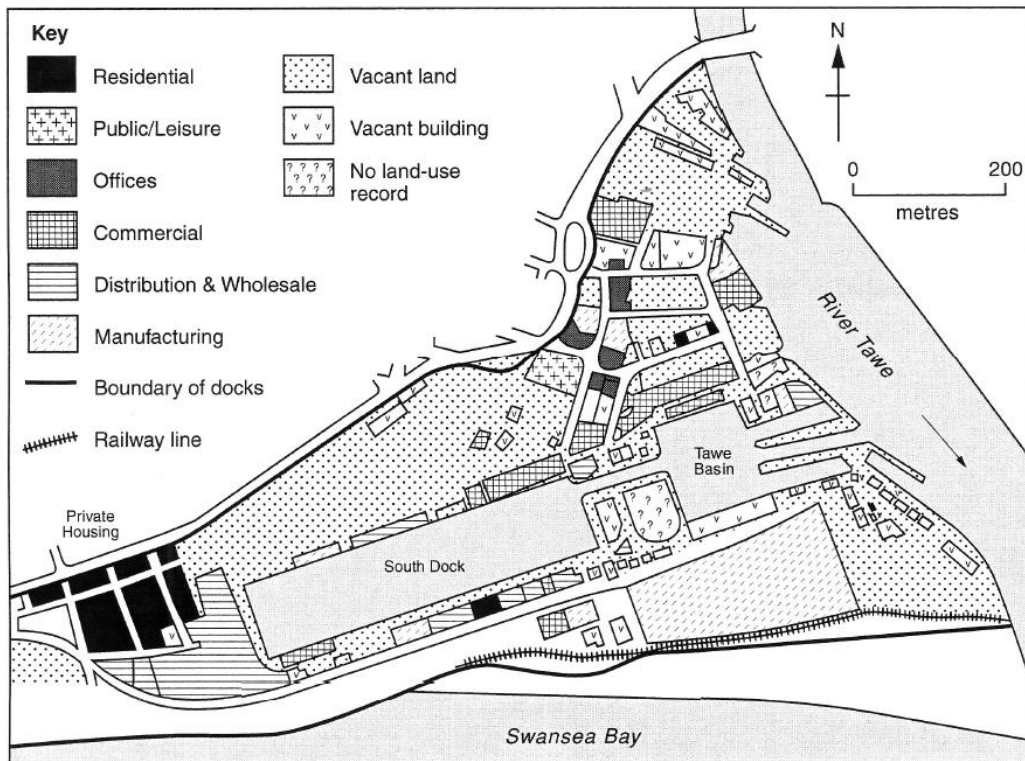 Key
Residential
Public/Leisure
Offices
Commercial
Distribution & Wholesale
Manufacturing
Boundary of docks
Railway line
Vacant land
Vacant building
No land-use
record
N
0 200
metres
River Tawe
Tawe
Basin
Private
Housing
South Dock
Swansea Bay